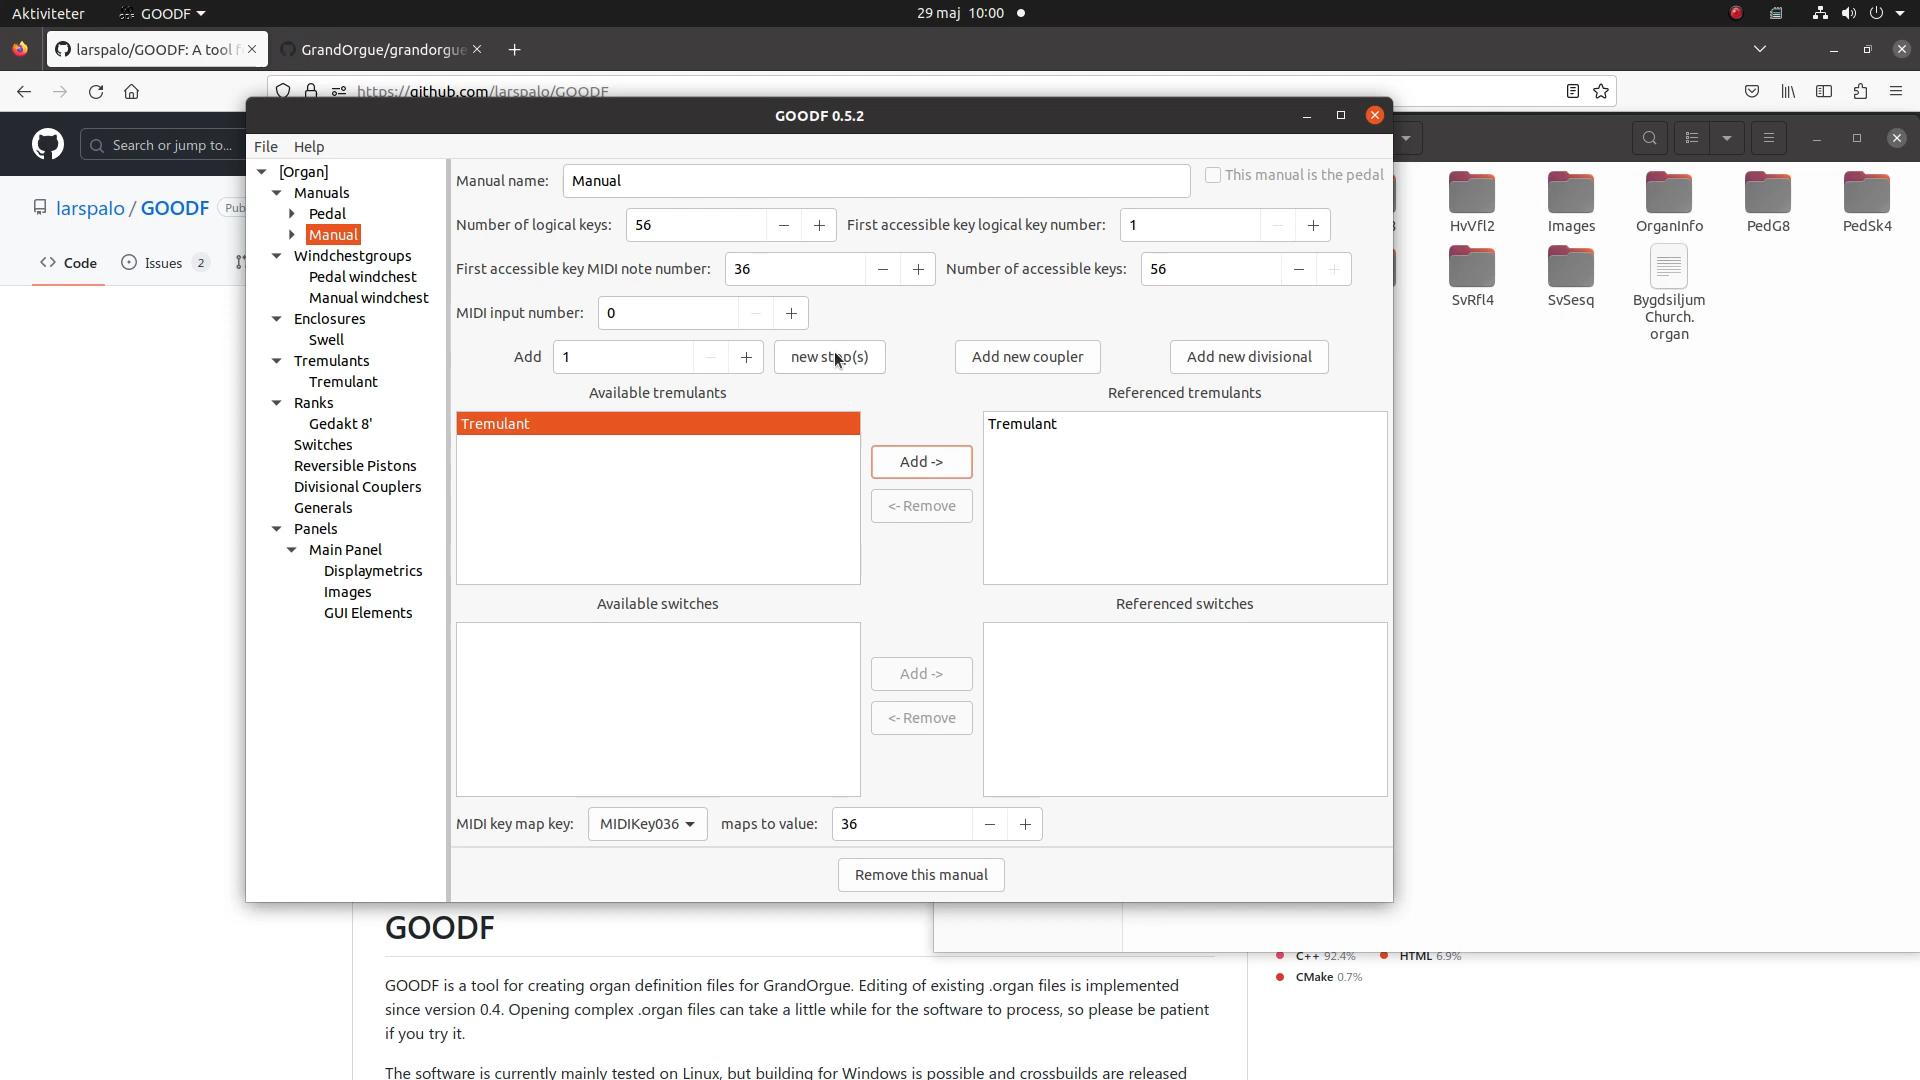 Aktiviteter
GOODF
29 maj 10:00
larspalo/GOODF: A tool f
GrandOrgue/grandorgue
https://github.com/larspalo/GOODF
Search or jump to...
larspalo / GOODF
Pub
Code
Issues 2
GOODF 0.5.2
File Help
[Organ]
Manuals
Pedal
Manual
Windchestgroups
Pedal windchest
Manual windchest
Enclosures
Swell
Tremulants
Tremulant
Ranks
Gedakt 8'
Switches
Reversible Pistons
Divisional Couplers
Generals
Panels
Main Panel
Displaymetrics
Images
GUI Elements
Manual name: Manual
This manual is the pedal
Number of logical keys: 56
First accessible key logical key number: 1
First accessible key MIDI note number: 36
Number of accessible keys: 56
MIDI input number: 0
Add 1 new stop(s)
Add new coupler
Add new divisional
Available tremulants
Referenced tremulants
Tremulant
Tremulant
Add ->
<- Remove
Available switches
Referenced switches
Add ->
<- Remove
MIDI key map key: MIDIKey036 maps to value: 36
Remove this manual
HvVfl2
Images
OrganInfo
PedG8
PedSk4
SvRfl4
SvSesq
Bygdsiljum
Church.
organ
GOODF
GOODF is a tool for creating organ definition files for GrandOrgue. Editing of existing .organ files is implemented
since version 0.4. Opening complex .organ files can take a little while for the software to process, so please be patient
if you try it.
The software is currently mainly tested on Linux, but building for Windows is possible and crossbuilds are released
C++ 92.4%
HTML 6.9%
CMake 0.7%